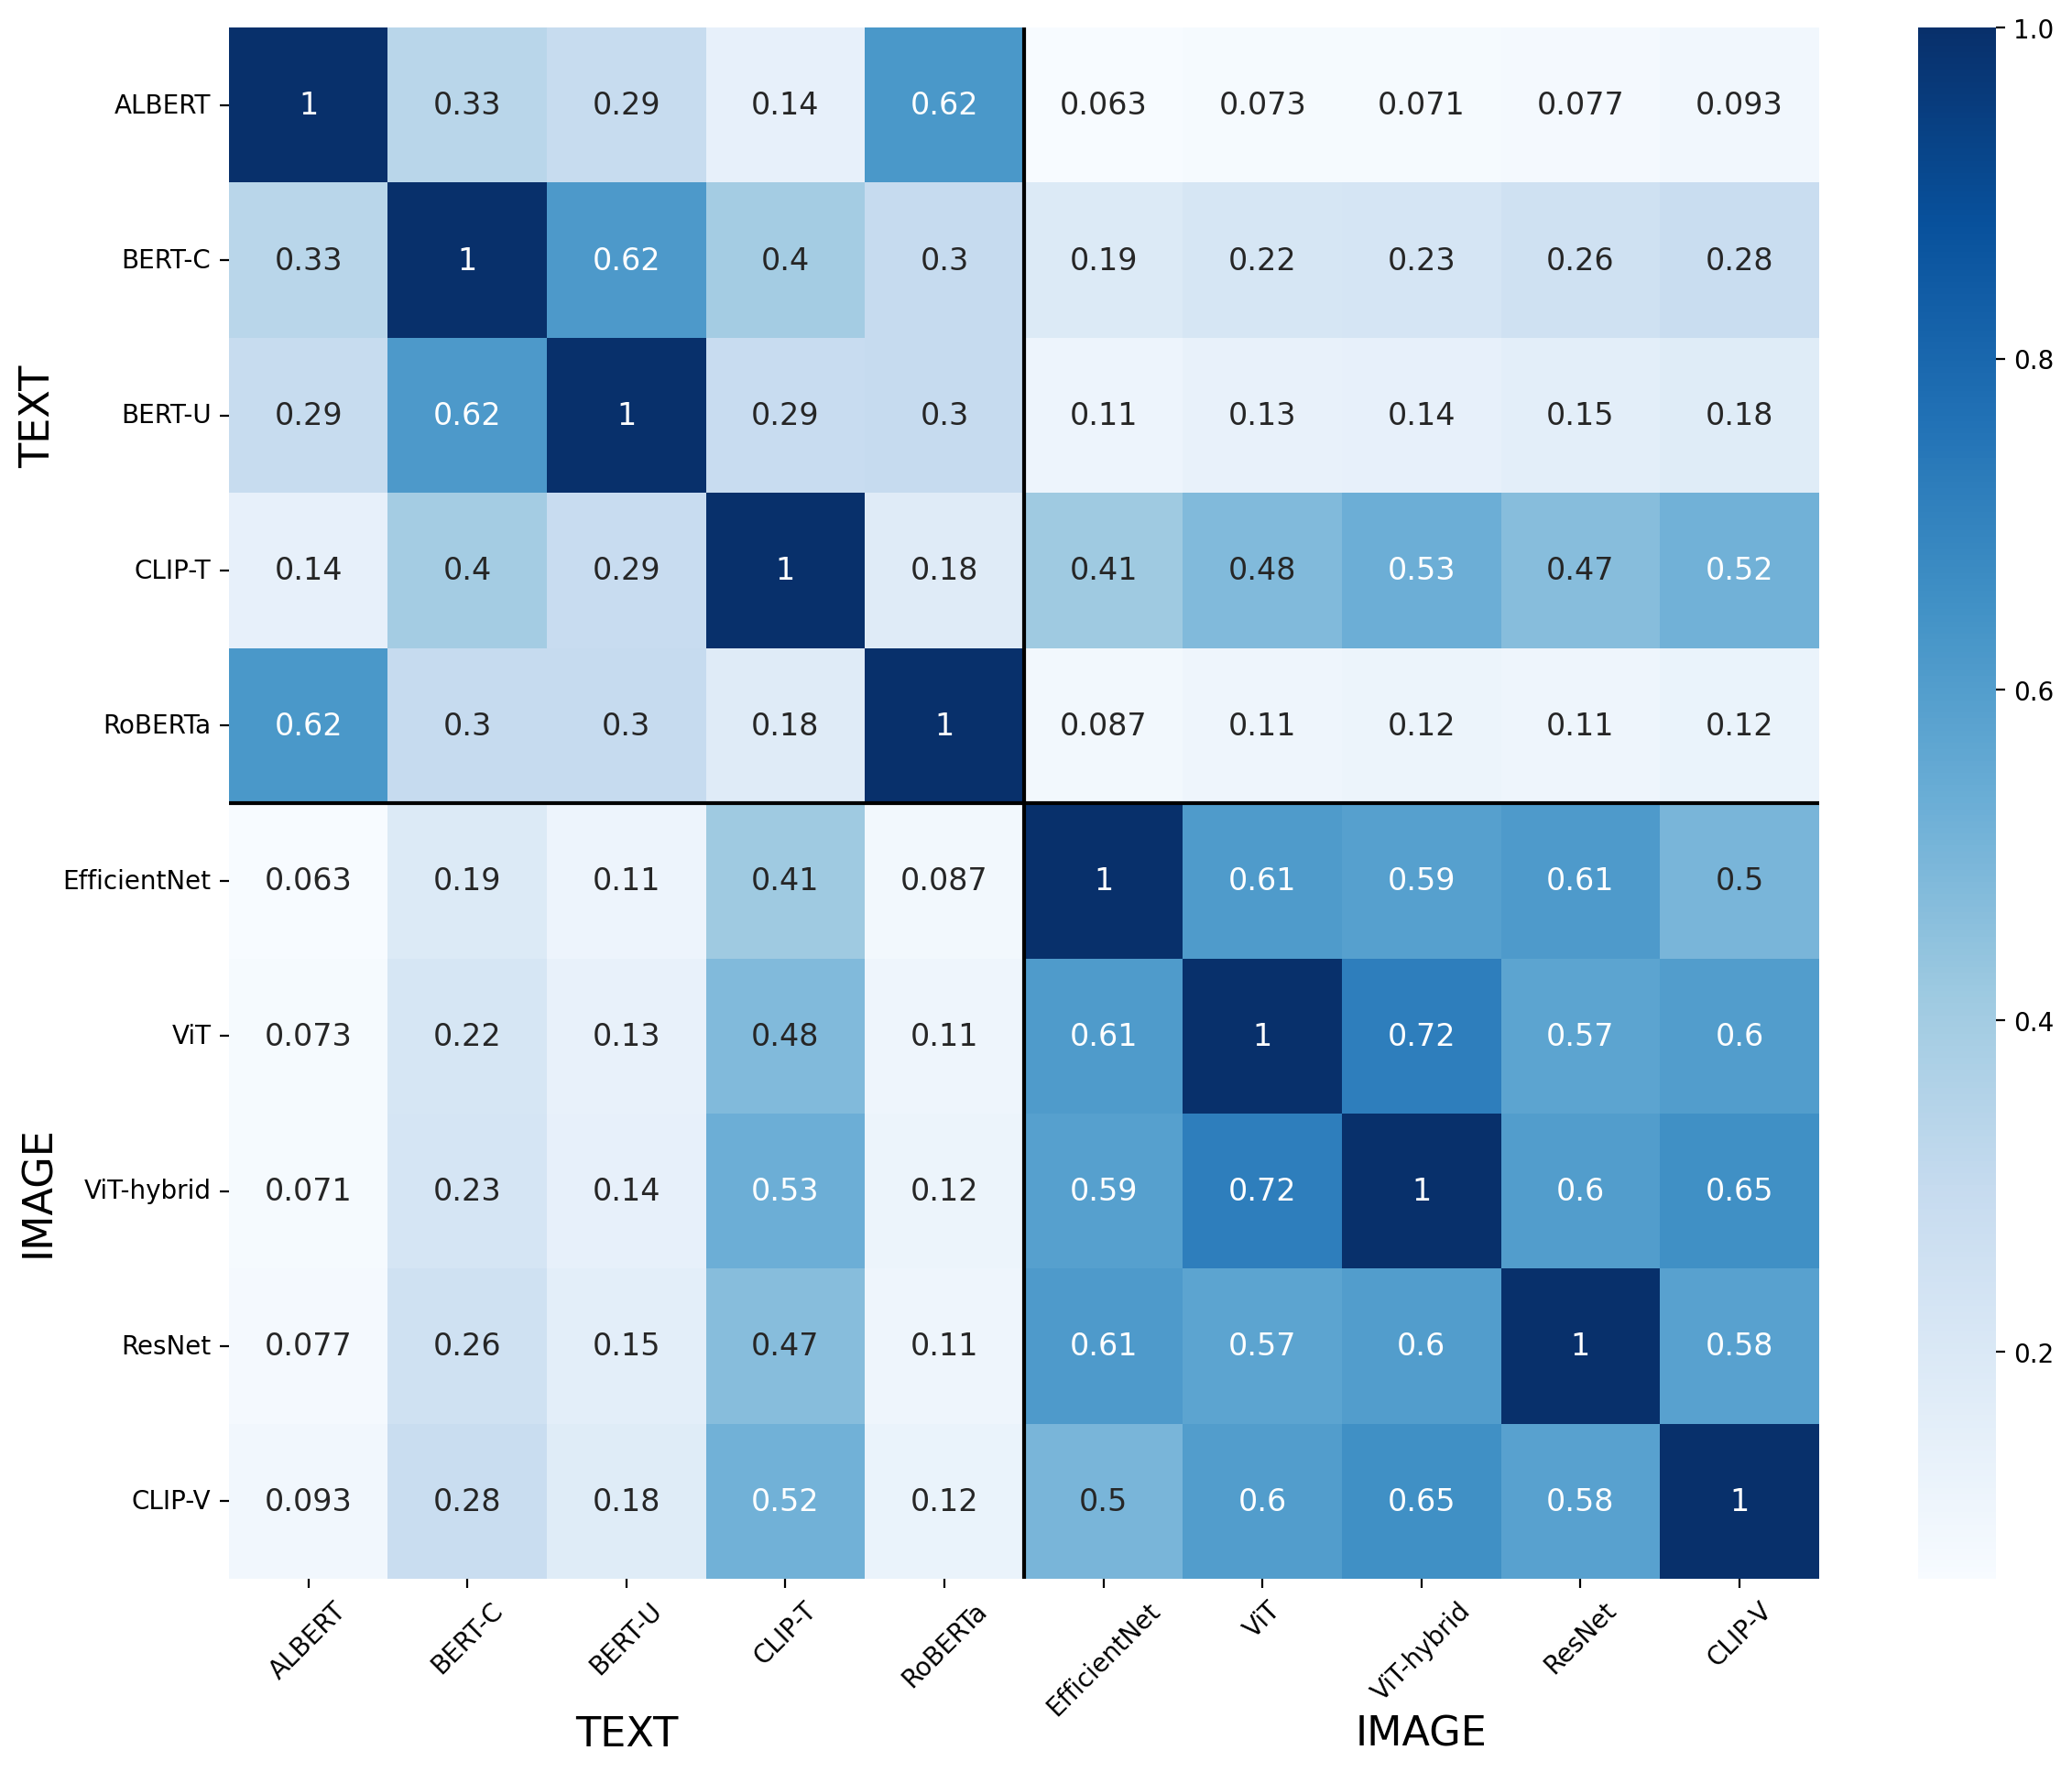 ALBERT 1 0.33 0.29 0.14 0.62 0.063 0.073 0.071 0.077 0.093
BERT-C 0.33 1 0.62 0.4 0.3 0.19 0.22 0.23 0.26 0.28
BERT-U 0.29 0.62 1 0.29 0.3 0.11 0.13 0.14 0.15 0.18
CLIP-T 0.14 0.4 0.29 1 0.18 0.41 0.48 0.53 0.47 0.52
RoBERTa 0.62 0.3 0.3 0.18 1 0.087 0.11 0.12 0.11 0.12
EfficientNet 0.063 0.19 0.11 0.41 0.087 1 0.61 0.59 0.61 0.5
ViT 0.073 0.22 0.13 0.48 0.11 0.61 1 0.72 0.57 0.6
ViT-hybrid 0.071 0.23 0.14 0.53 0.12 0.59 0.72 1 0.6 0.65
ResNet 0.077 0.26 0.15 0.47 0.11 0.61 0.57 0.6 1 0.58
CLIP-V 0.093 0.28 0.18 0.52 0.12 0.5 0.6 0.65 0.58 1
TEXT
IMAGE
ALBERT BERT-C BERT-U CLIP-T RoBERTa EfficientNet ViT ViT-hybrid ResNet CLIP-V
TEXT IMAGE
1.0
0.8
0.6
0.4
0.2